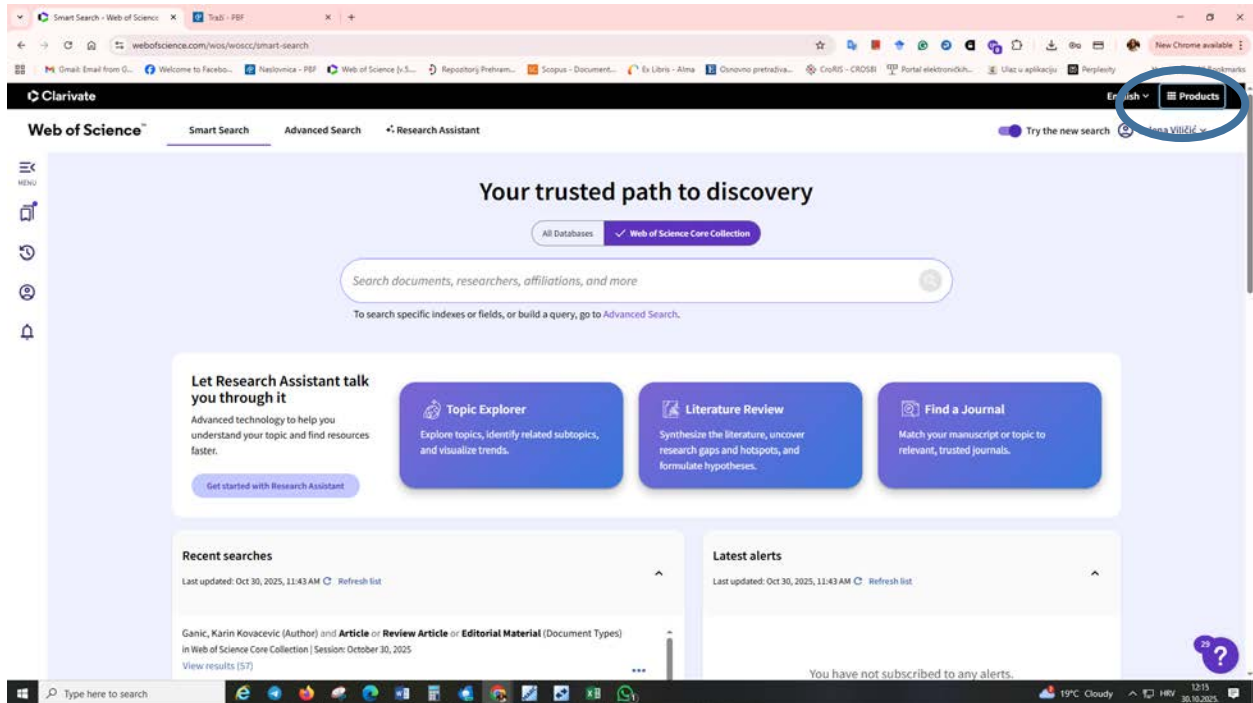 Smart Search - Web of Science
Traži - PBF
webofscience.com/wos/woscc/smart-search
New Chrome available
Gmail: Email from G...
Welcome to Facebo...
Naslovnica - PBF
Web of Science [v.5...
Repozitorij Prehram...
Scopus - Document...
Ex Libris - Alma
Osnovno pretraživa...
CroRIS - CROSBI
Portal elektroničkih...
Ulaz u aplikaciju
Perplexity
Clarivate
English
Products
Web of Science™
Smart Search
Advanced Search
Research Assistant
Try the new search
Viličić
MENU
Your trusted path to discovery
All Databases
Web of Science Core Collection
Search documents, researchers, affiliations, and more
To search specific indexes or fields, or build a query, go to Advanced Search.
Let Research Assistant talk
you through it
Advanced technology to help you
understand your topic and find resources
faster.
Get started with Research Assistant
Topic Explorer
Explore topics, identify related subtopics,
and visualize trends.
Literature Review
Synthesize the literature, uncover
research gaps and hotspots, and
formulate hypotheses.
Find a Journal
Match your manuscript or topic to
relevant, trusted journals.
Recent searches
Last updated: Oct 30, 2025, 11:43 AM Refresh list
Ganic, Karin Kovacevic (Author) and Article or Review Article or Editorial Material (Document Types)
in Web of Science Core Collection | Session: October 30, 2025
View results (57)
Latest alerts
Last updated: Oct 30, 2025, 11:43 AM Refresh list
You have not subscribed to any alerts.
29
?
Type here to search
19°C Cloudy
HRV
12:15
30.10.2025.